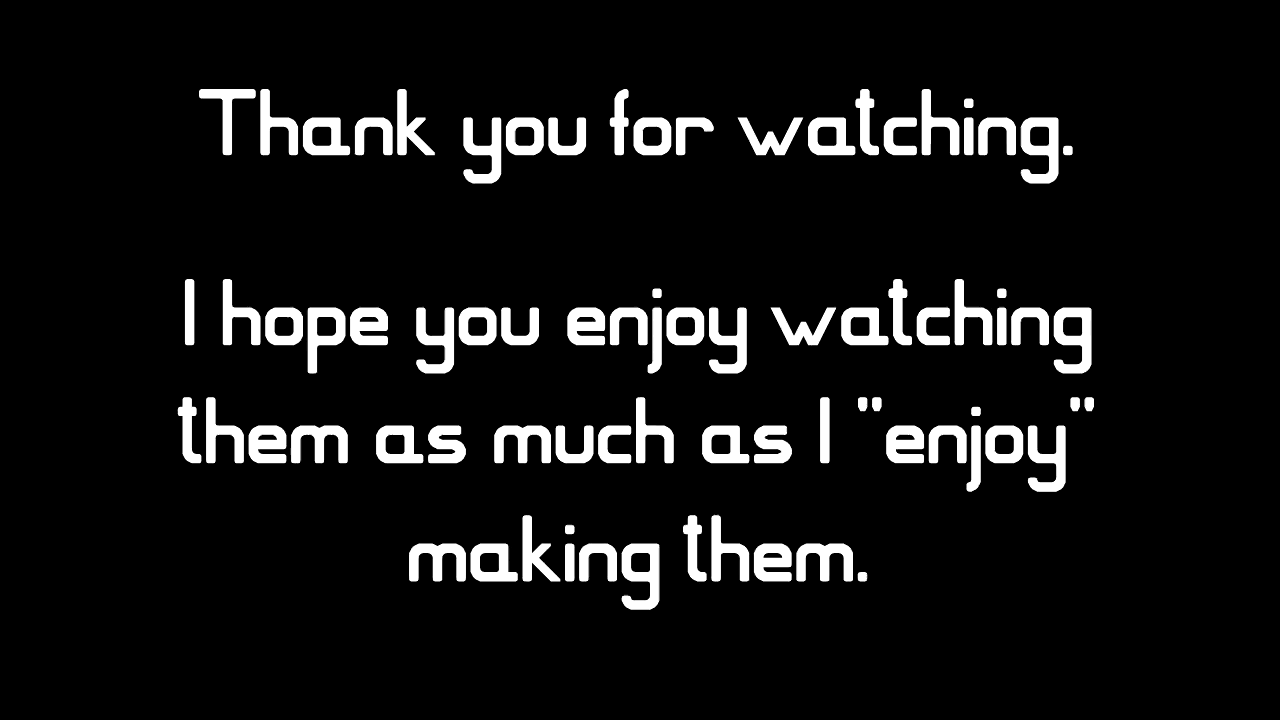 Thank you for watching.
I hope you enjoy watching
them as much as I "enjoy"
making them.